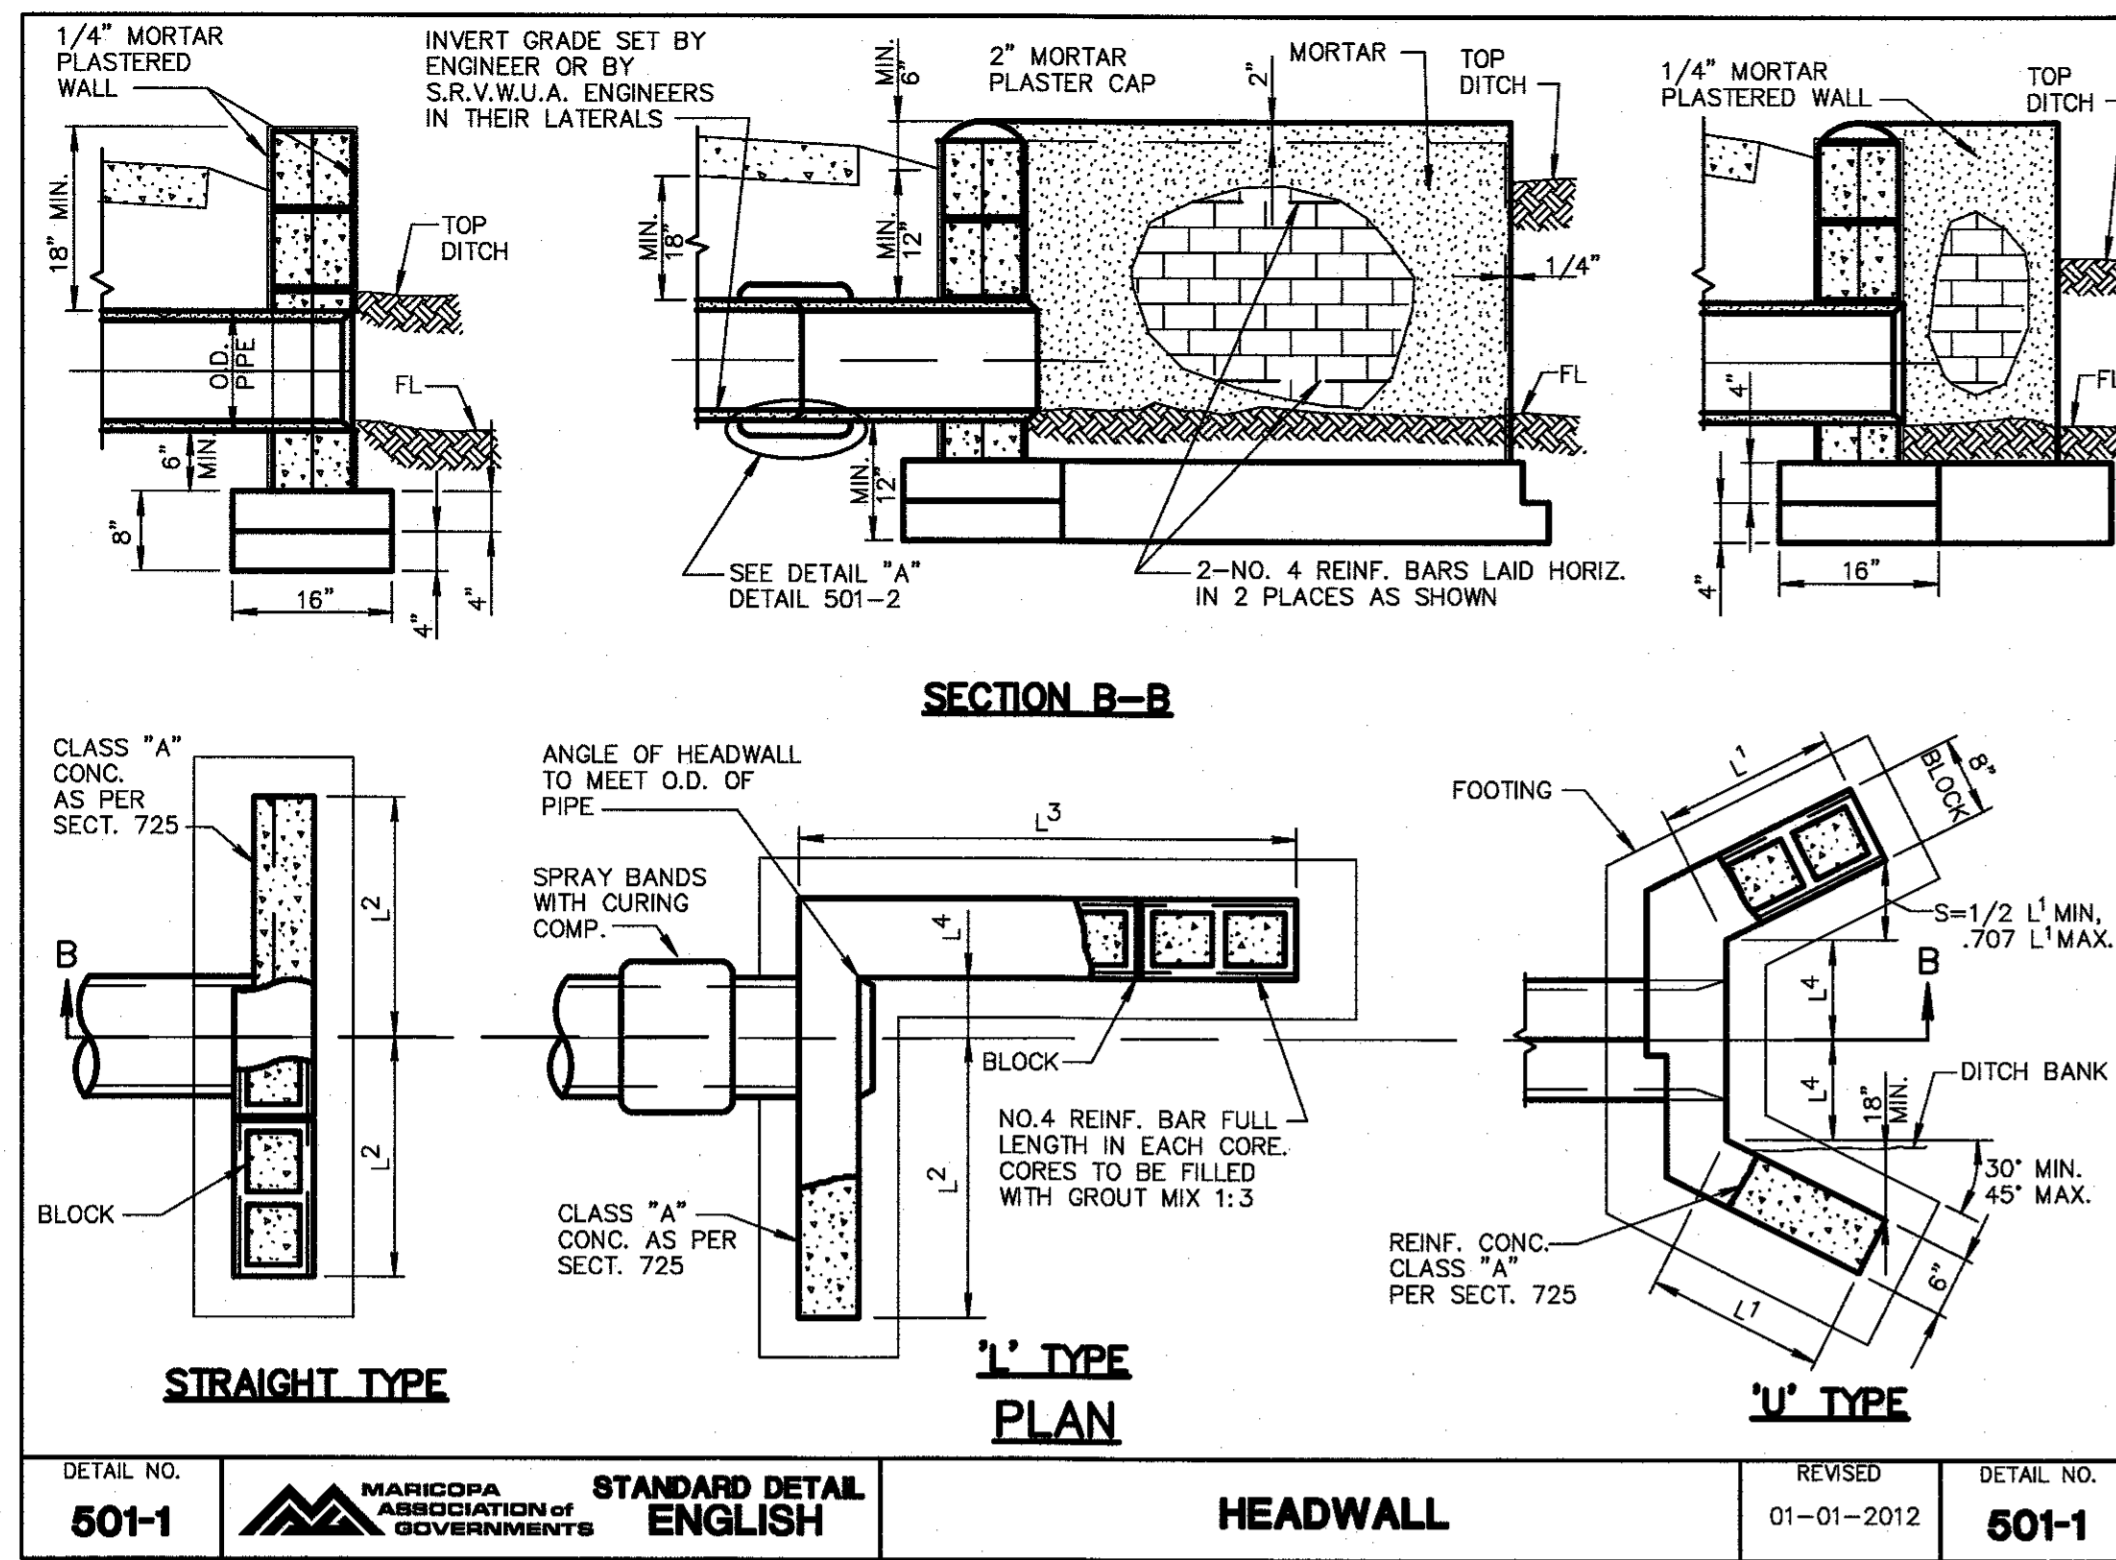 1/4" MORTAR
PLASTERED
WALL
INVERT GRADE SET BY
ENGINEER OR BY
S.R.V.W.U.A. ENGINEERS
IN THEIR LATERALS
18" MIN.
TOP
DITCH
O.D.
PIPE
FL
6"
MIN.
8"
16"
4"
4"
MIN.
6"
2" MORTAR
PLASTER CAP
2"
MORTAR
TOP
DITCH
MIN.
18"
MIN.
12"
1/4"
FL
MIN.
12"
SEE DETAIL "A"
DETAIL 501-2
2-NO. 4 REINF. BARS LAID HORIZ.
IN 2 PLACES AS SHOWN
1/4" MORTAR
PLASTERED WALL
TOP
DITCH
4"
FL
16"
4"
SECTION B-B
CLASS "A"
CONC.
AS PER
SECT. 725
L2
B
L2
BLOCK
STRAIGHT TYPE
ANGLE OF HEADWALL
TO MEET O.D. OF
PIPE
L3
SPRAY BANDS
WITH CURING
COMP.
L4
BLOCK
L2
NO.4 REINF. BAR FULL
LENGTH IN EACH CORE.
CORES TO BE FILLED
WITH GROUT MIX 1:3
CLASS "A"
CONC. AS PER
SECT. 725
'L' TYPE
PLAN
FOOTING
L1
8"
BLOCK
S=1/2 L1 MIN,
.707 L1 MAX.
B
L4
L4
18"
MIN.
DITCH BANK
30° MIN.
45° MAX.
REINF. CONC.
CLASS "A"
PER SECT. 725
L1
6"
'U' TYPE
DETAIL NO.
501-1
MARICOPA
ASSOCIATION of
GOVERNMENTS
STANDARD DETAIL
ENGLISH
HEADWALL
REVISED
01-01-2012
DETAIL NO.
501-1